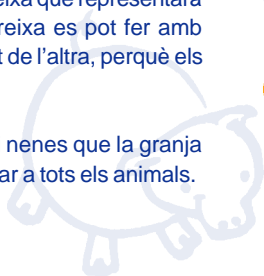 eixa que representarà
reixa es pot fer amb
t de l'altra, perquè els
nenes que la granja
ar a tots els animals.